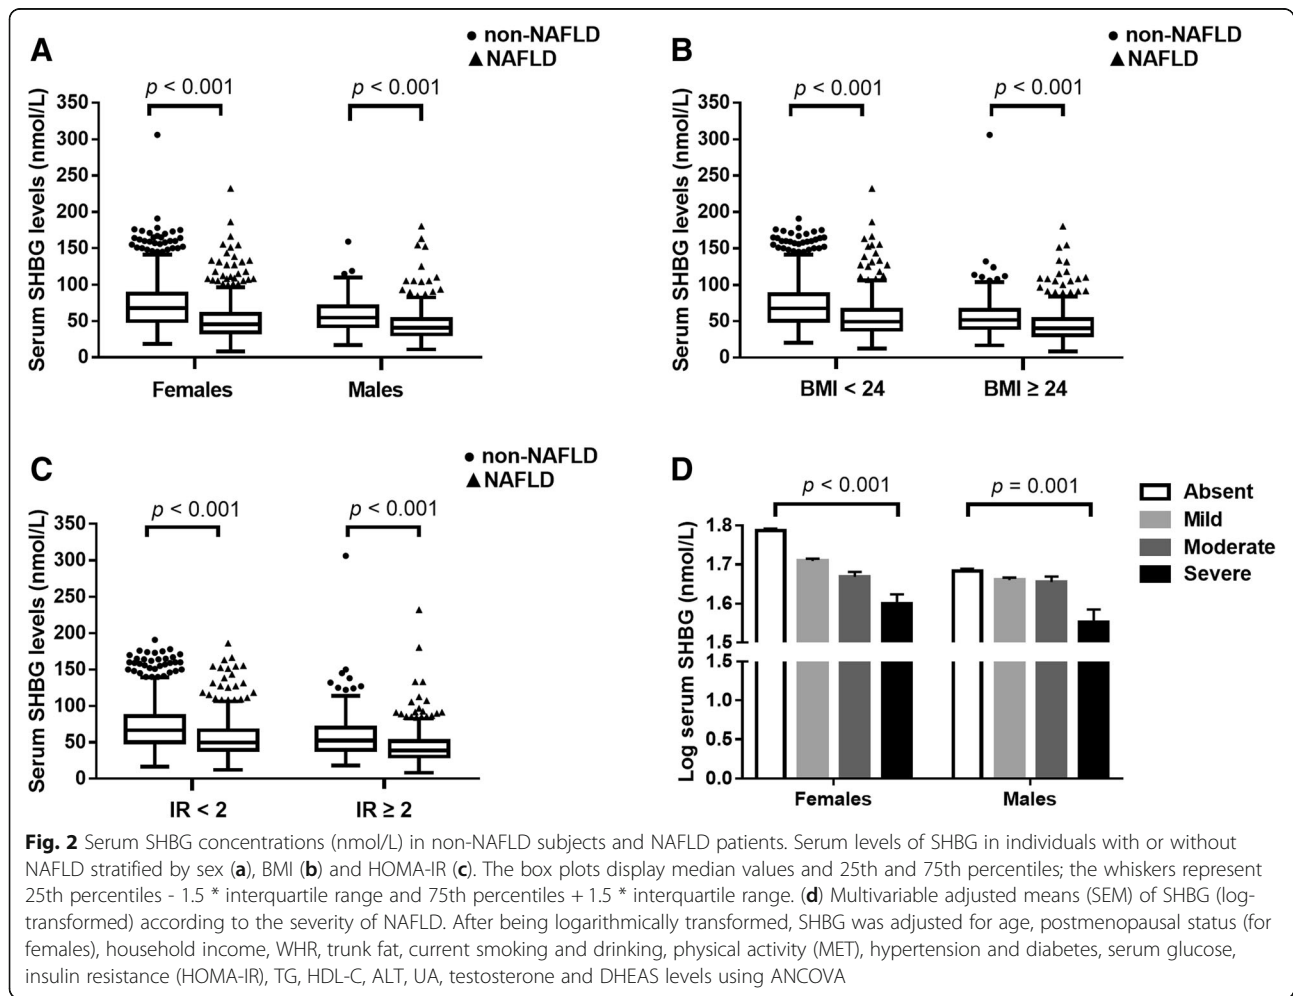 A
● non-NAFLD
▲ NAFLD
p < 0.001
p < 0.001
Serum SHBG levels (nmol/L)
350
300
250
200
150
100
50
0
Females
Males
B
● non-NAFLD
▲ NAFLD
p < 0.001
p < 0.001
Serum SHBG levels (nmol/L)
350
300
250
200
150
100
50
0
BMI < 24
BMI ≥ 24
C
● non-NAFLD
▲ NAFLD
p < 0.001
p < 0.001
Serum SHBG levels (nmol/L)
350
300
250
200
150
100
50
0
IR < 2
IR ≥ 2
D
p < 0.001
p = 0.001
Absent
Mild
Moderate
Severe
Log serum SHBG (nmol/L)
1.8
1.7
1.6
1.5
1.5
1.0
0.5
0.0
Females
Males
Fig. 2 Serum SHBG concentrations (nmol/L) in non-NAFLD subjects and NAFLD patients. Serum levels of SHBG in individuals with or without
NAFLD stratified by sex (a), BMI (b) and HOMA-IR (c). The box plots display median values and 25th and 75th percentiles; the whiskers represent
25th percentiles - 1.5 * interquartile range and 75th percentiles + 1.5 * interquartile range. (d) Multivariable adjusted means (SEM) of SHBG (log-
transformed) according to the severity of NAFLD. After being logarithmically transformed, SHBG was adjusted for age, postmenopausal status (for
females), household income, WHR, trunk fat, current smoking and drinking, physical activity (MET), hypertension and diabetes, serum glucose,
insulin resistance (HOMA-IR), TG, HDL-C, ALT, UA, testosterone and DHEAS levels using ANCOVA